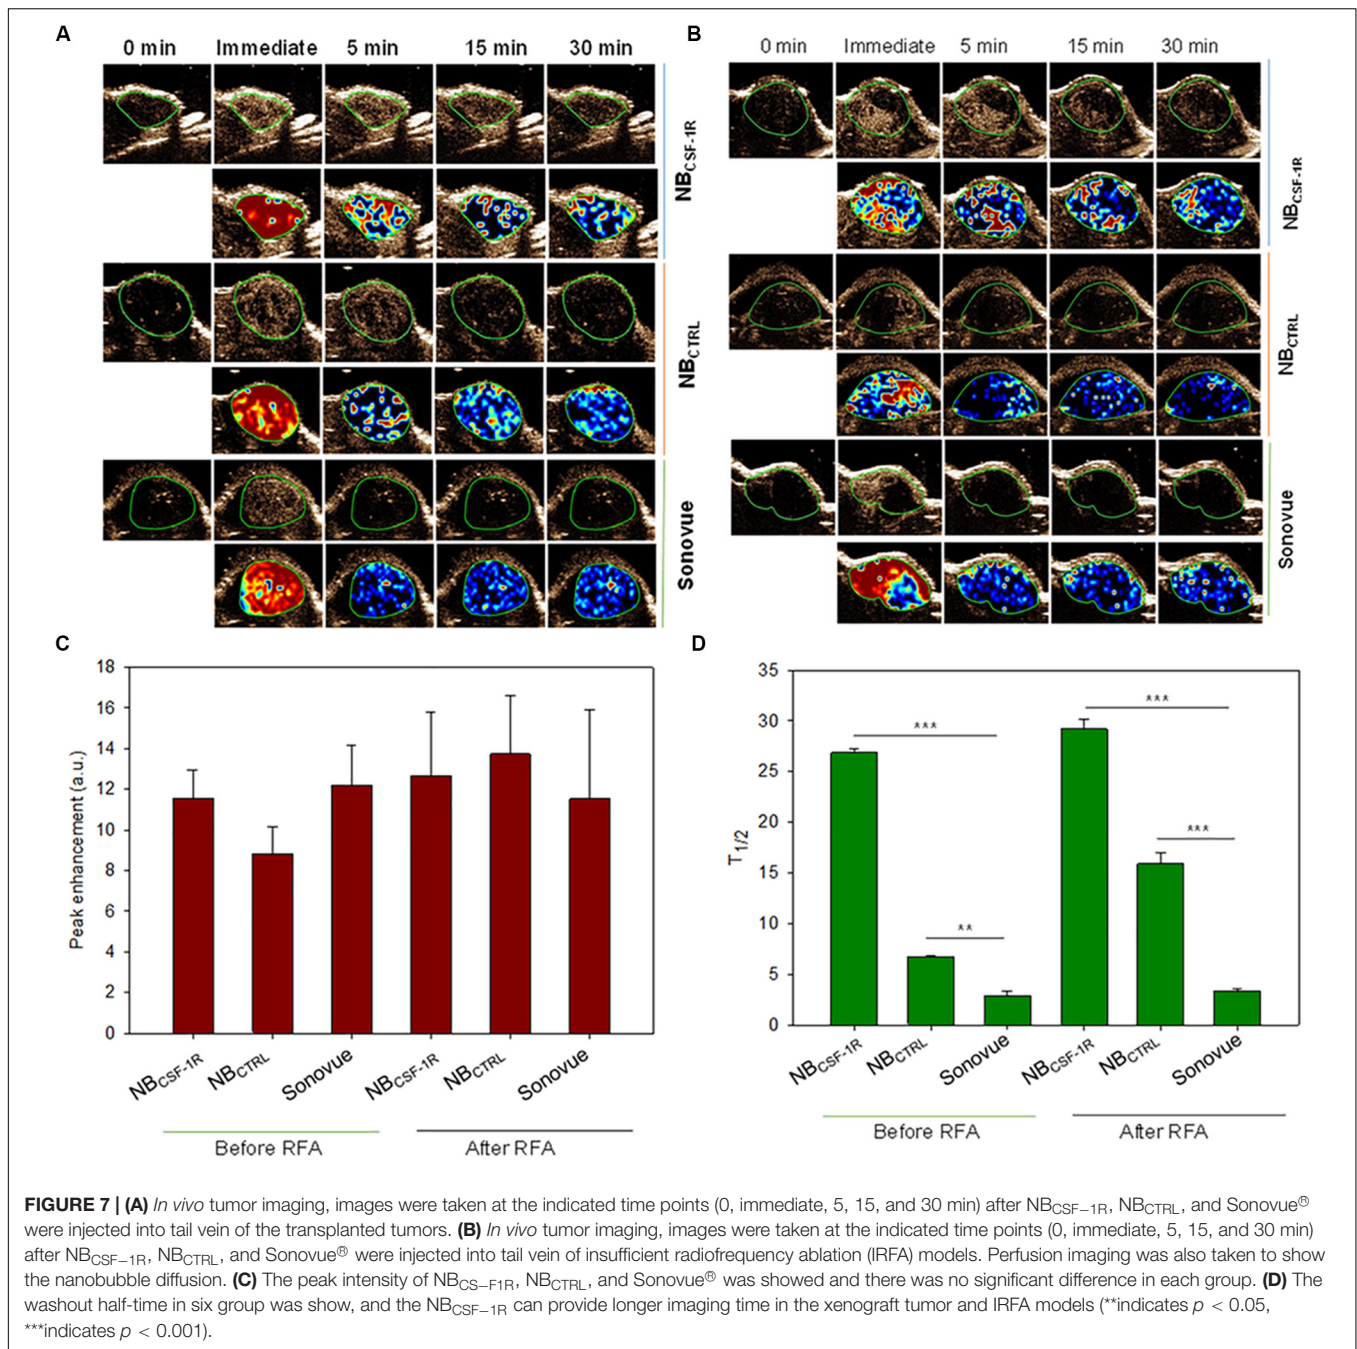 A
0 min Immediate 5 min 15 min 30 min
NBCSF-1R
NBCTRL
Sonovue
B
0 min Immediate 5 min 15 min 30 min
NBCSF-1R
NBCTRL
Sonovue
C
18
16
14
12
10
8
6
4
2
0
Peak enhancement (a.u.)
NBCSF-1R NBCTRL Sonovue NBCSF-1R NBCTRL Sonovue
Before RFA After RFA
D
35
30
25
20
15
10
5
0
T1/2
***
**
***
***
NBCSF-1R NBCTRL Sonovue NBCSF-1R NBCTRL Sonovue
Before RFA After RFA
FIGURE 7 | (A) In vivo tumor imaging, images were taken at the indicated time points (0, immediate, 5, 15, and 30 min) after NBCSF−1R, NBCTRL, and Sonovue®
were injected into tail vein of the transplanted tumors. (B) In vivo tumor imaging, images were taken at the indicated time points (0, immediate, 5, 15, and 30 min)
after NBCSF−1R, NBCTRL, and Sonovue® were injected into tail vein of insufficient radiofrequency ablation (IRFA) models. Perfusion imaging was also taken to show
the nanobubble diffusion. (C) The peak intensity of NBCS−F1R, NBCTRL, and Sonovue® was showed and there was no significant difference in each group. (D) The
washout half-time in six group was show, and the NBCSF−1R can provide longer imaging time in the xenograft tumor and IRFA models (**indicates p < 0.05,
***indicates p < 0.001).